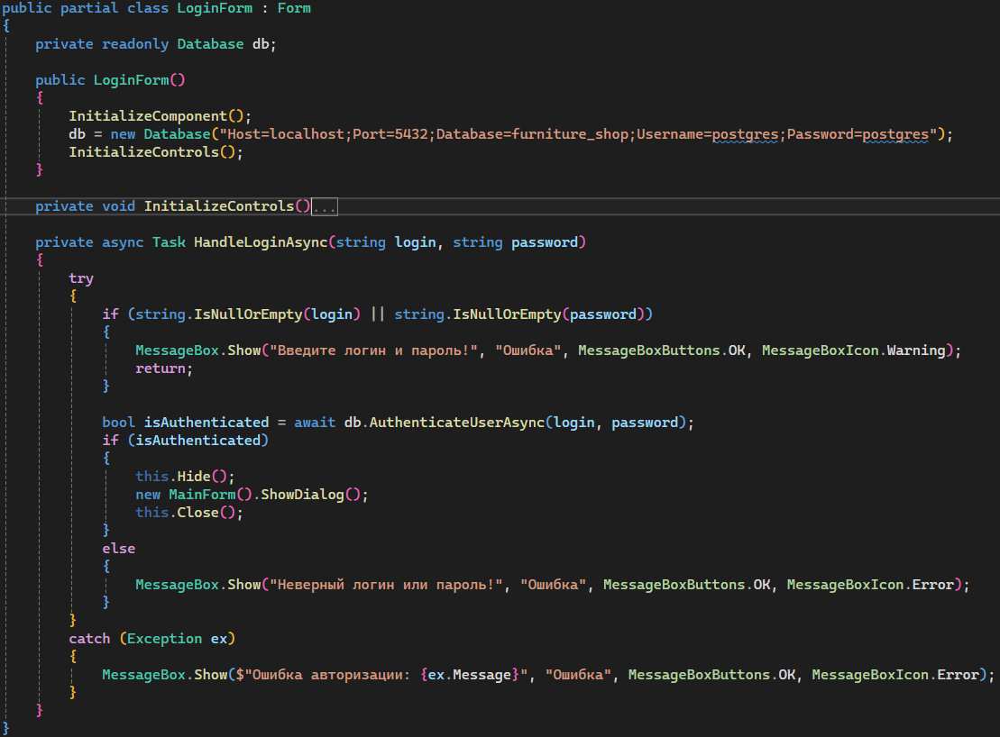 public partial class LoginForm : Form
{
    private readonly Database db;

    public LoginForm()
    {
        InitializeComponent();
        db = new Database("Host=localhost;Port=5432;Database=furniture_shop;Username=postgres;Password=postgres");
        InitializeControls();
    }

    private void InitializeControls()...

    private async Task HandleLoginAsync(string login, string password)
    {
        try
        {
            if (string.IsNullOrEmpty(login) || string.IsNullOrEmpty(password))
            {
                MessageBox.Show("Введите логин и пароль!", "Ошибка", MessageBoxButtons.OK, MessageBoxIcon.Warning);
                return;
            }

            bool isAuthenticated = await db.AuthenticateUserAsync(login, password);
            if (isAuthenticated)
            {
                this.Hide();
                new MainForm().ShowDialog();
                this.Close();
            }
            else
            {
                MessageBox.Show("Неверный логин или пароль!", "Ошибка", MessageBoxButtons.OK, MessageBoxIcon.Error);
            }
        }
        catch (Exception ex)
        {
            MessageBox.Show($"Ошибка авторизации: {ex.Message}", "Ошибка", MessageBoxButtons.OK, MessageBoxIcon.Error);
        }
    }
}